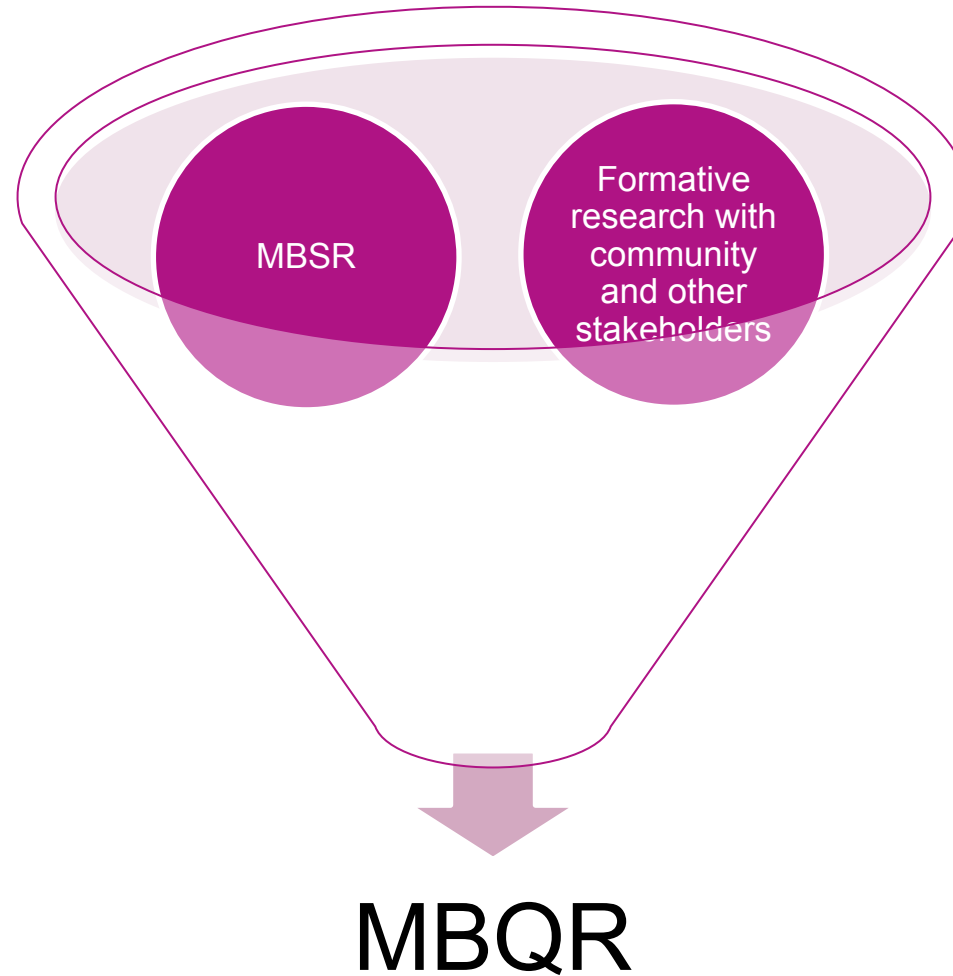 MBSR
Formative
research with
community
and other
stakeholders
MBQR